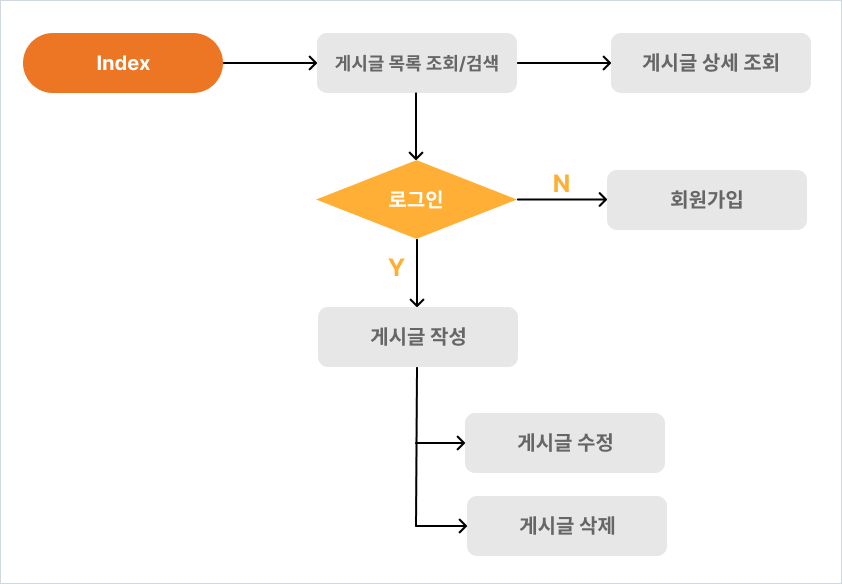 Index
게시글 목록 조회/검색
게시글 상세 조회
로그인
N
회원가입
Y
게시글 작성
게시글 수정
게시글 삭제